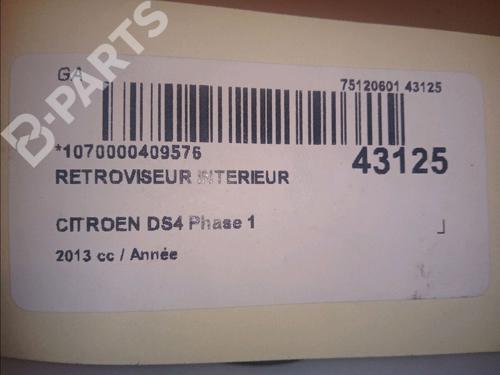 B-PARTS
GA
75120601 43125
*1070000409576
43125
RETROVISEUR INTERIEUR
CITROEN DS4 Phase 1
2013 cc / Année